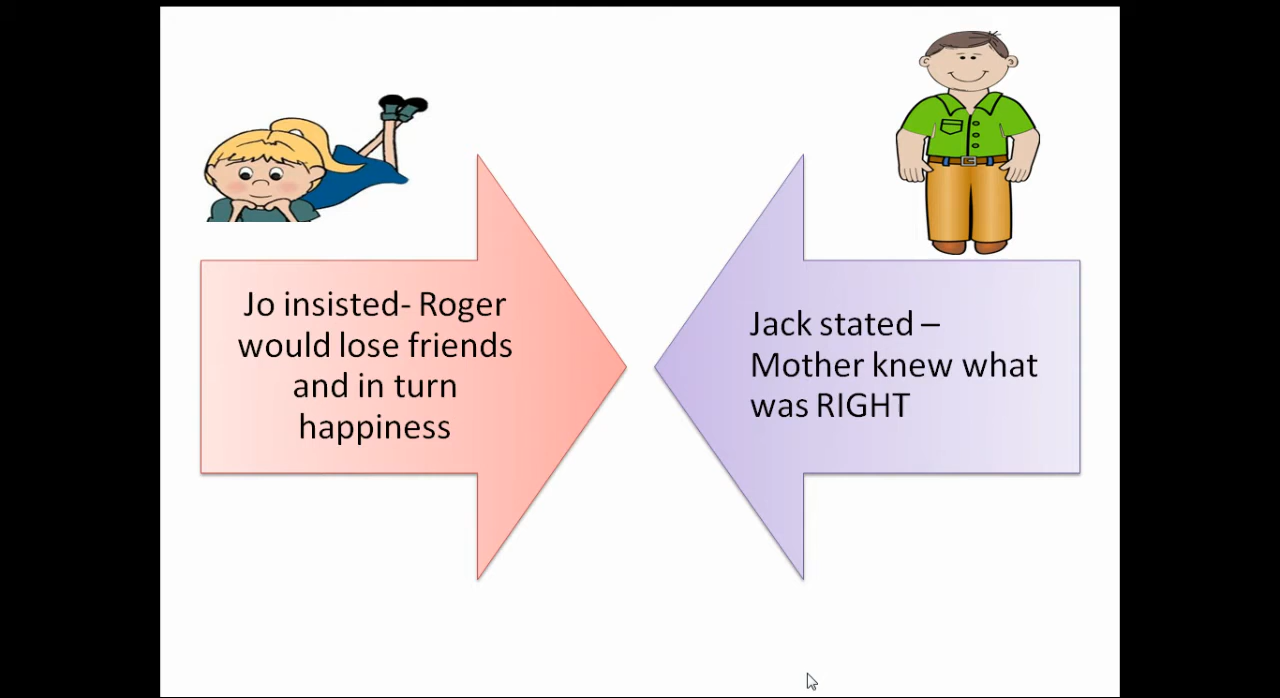 Jo insisted- Roger
would lose friends
and in turn
happiness
Jack stated –
Mother knew what
was RIGHT